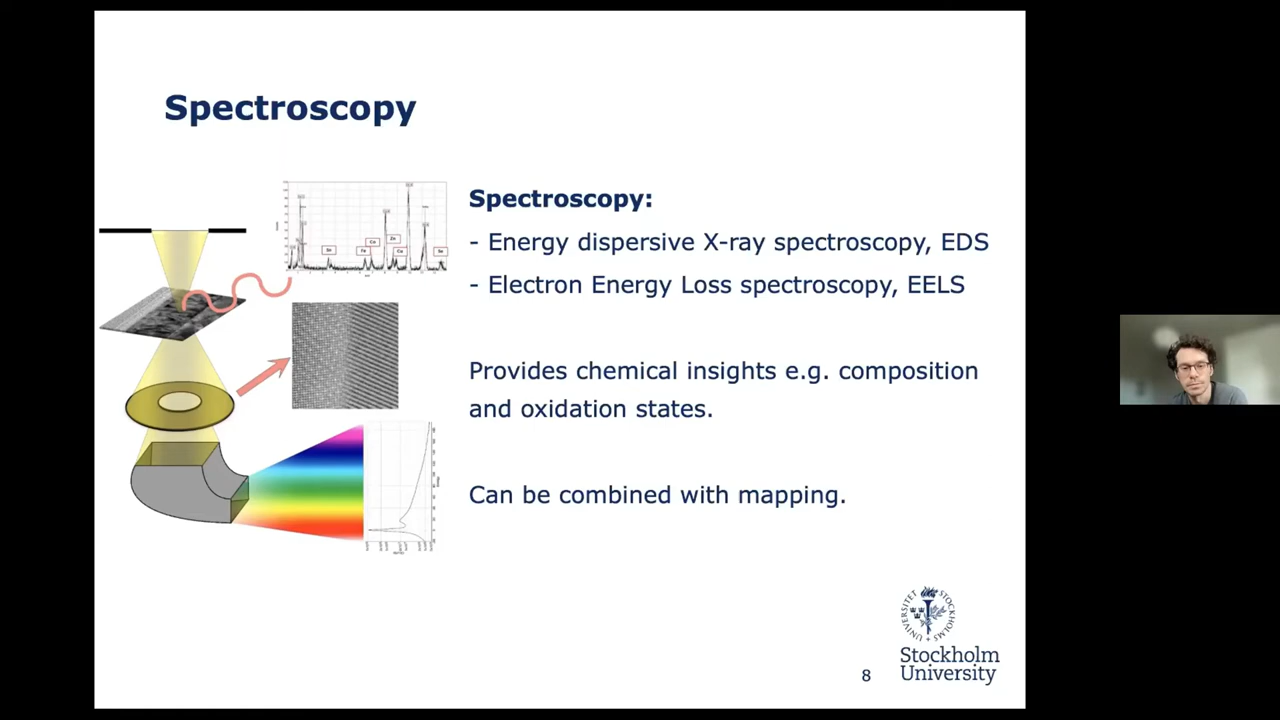 Spectroscopy
Spectroscopy:
- Energy dispersive X-ray spectroscopy, EDS
- Electron Energy Loss spectroscopy, EELS
Provides chemical insights e.g. composition
and oxidation states.
Can be combined with mapping.
Stockholm
University
8